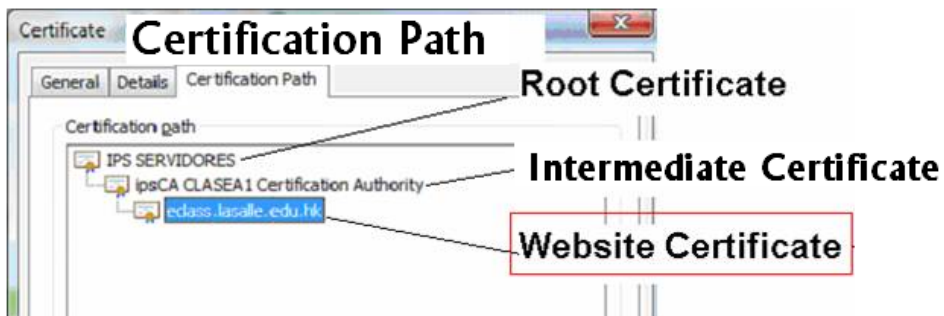 Certificate
Certification Path
General Details Certification Path
Root Certificate
Certification path
IPS SERVIDORES
ipsCA CLASEA1 Certification Authority
Intermediate Certificate
eclass.lasalle.edu.hk
Website Certificate